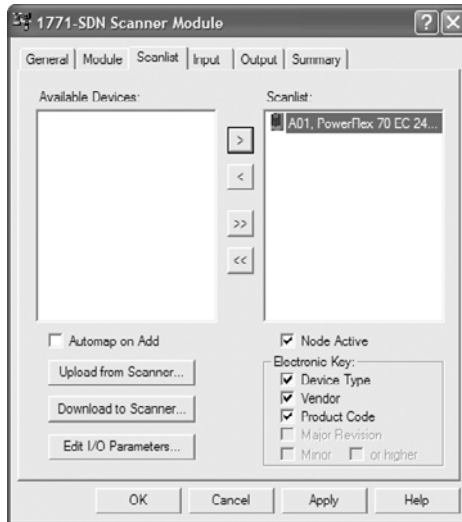 1771-SDN Scanner Module
General Module Scanlist Input Output Summary
Available Devices:
Scanlist:
A01, PowerFlex 70 EC 24...
>
<
>>
<<
Automap on Add
Node Active
Upload from Scanner...
Download to Scanner...
Edit I/O Parameters...
Electronic Key:
Device Type
Vendor
Product Code
Major Revision
Minor or higher
OK Cancel Apply Help